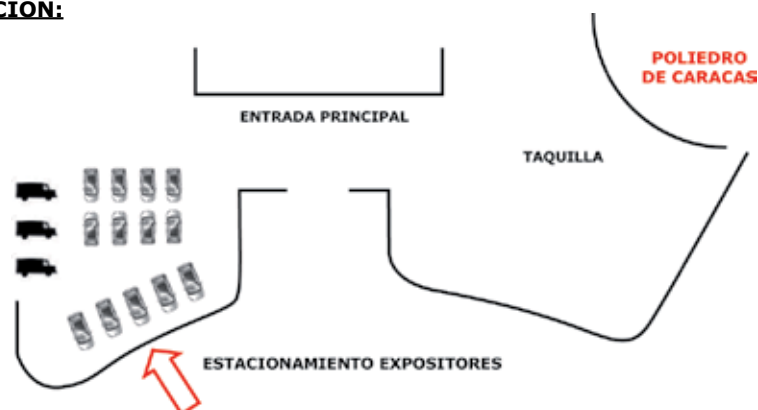 CION:
POLIEDRO
DE CARACAS
ENTRADA PRINCIPAL
TAQUILLA
ESTACIONAMIENTO EXPOSITORES